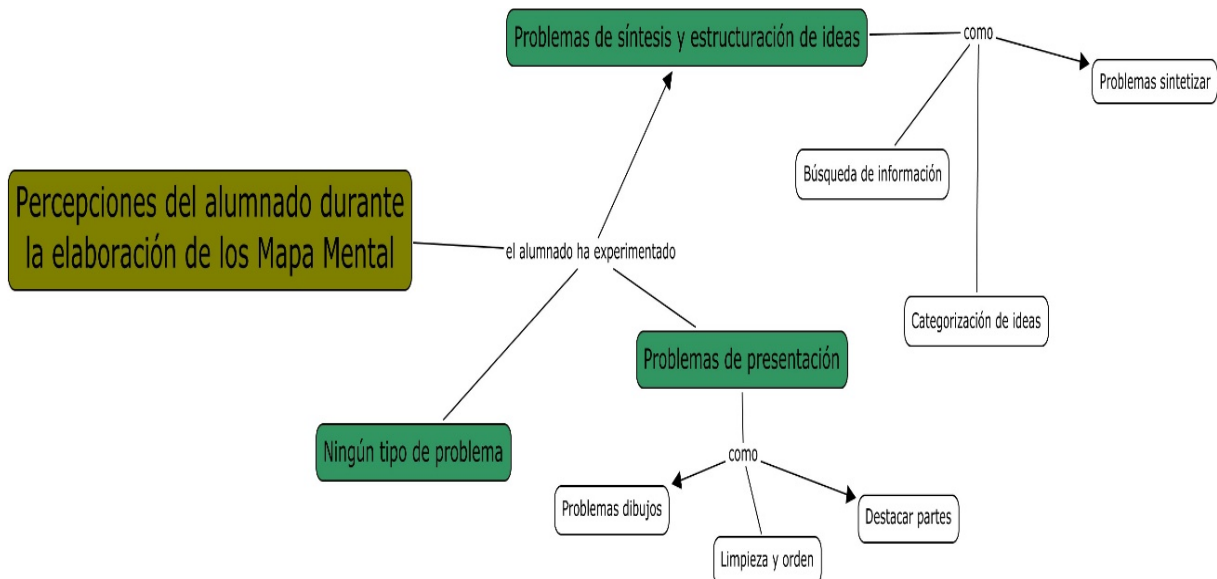 Problemas de síntesis y estructuración de ideas
como
Problemas sintetizar
Búsqueda de información
Percepciones del alumnado durante
la elaboración de los Mapa Mental
el alumnado ha experimentado
Categorización de ideas
Problemas de presentación
Ningún tipo de problema
como
Problemas dibujos
Destacar partes
Limpieza y orden